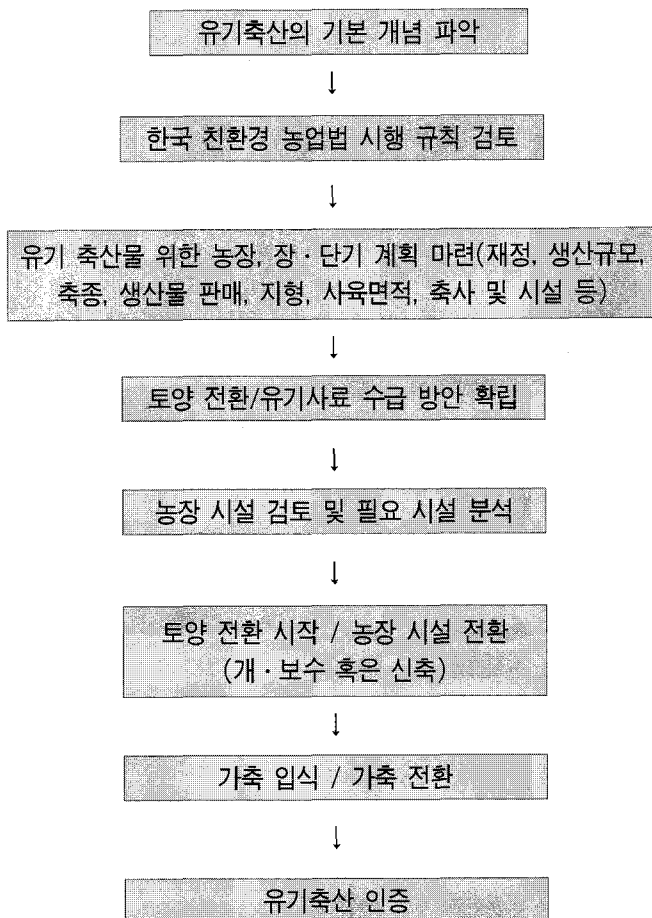 유기축산의 기본 개념 파악
↓
한국 친환경 농업법 시행 규칙 검토
↓
유기 축산물 위한 농장, 장·단기 계획 마련(재정, 생산규모,
축종, 생산물 판매, 지형, 사육면적, 축사 및 시설 등)
↓
토양 전환/유기사료 수급 방안 확립
↓
농장 시설 검토 및 필요 시설 분석
↓
토양 전환 시작 / 농장 시설 전환
(개·보수 혹은 신축)
↓
가축 입식 / 가축 전환
↓
유기축산 인증